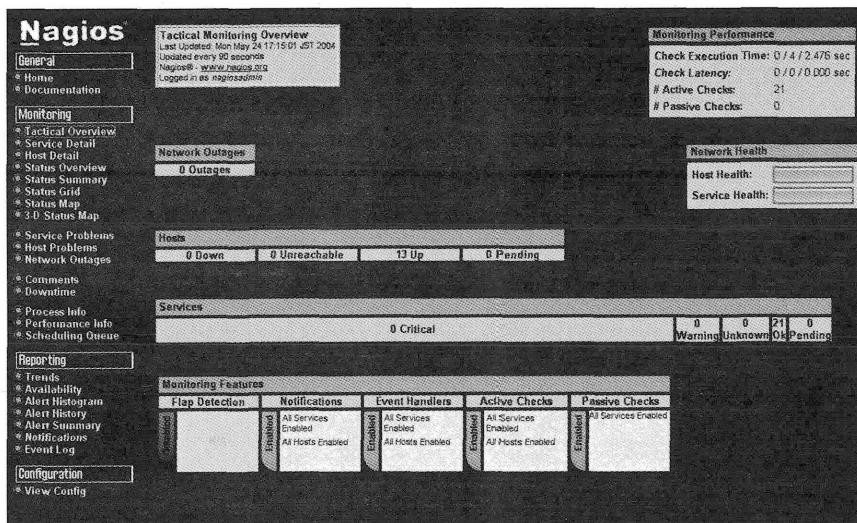 Nagios
General
Home
Documentation
Monitoring
Tactical Overview
Service Detail
Host Detail
Status Overview
Status Summary
Status Grid
Status Map
3-D Status Map
Service Problems
Host Problems
Network Outages
Comments
Downtime
Process Info
Performance Info
Scheduling Queue
Reporting
Trends
Availability
Alert Histogram
Alert History
Alert Summary
Notifications
Event Log
Configuration
View Config
Tactical Monitoring Overview
Last Updated: Mon May 24 17:15:01 JST 2004
Updated every 90 seconds
Nagios® - www.nagios.org
Logged in as nagiosadmin
Monitoring Performance
Check Execution Time: 0 / 4 / 2.476 sec
Check Latency: 0 / 0 / 0.000 sec
# Active Checks: 21
# Passive Checks: 0
Network Outages
0 Outages
Network Health
Host Health:
Service Health:
Hosts
0 Down 0 Unreachable 13 Up 0 Pending
Services
0 Critical 0 Warning 0 Unknown 21 Ok 0 Pending
Monitoring Features
Flap Detection Notifications Event Handlers Active Checks Passive Checks
Enabled
All Services Enabled
All Hosts Enabled
Enabled
All Services Enabled
All Hosts Enabled
Enabled
All Services Enabled
All Hosts Enabled
Enabled
All Services Enabled